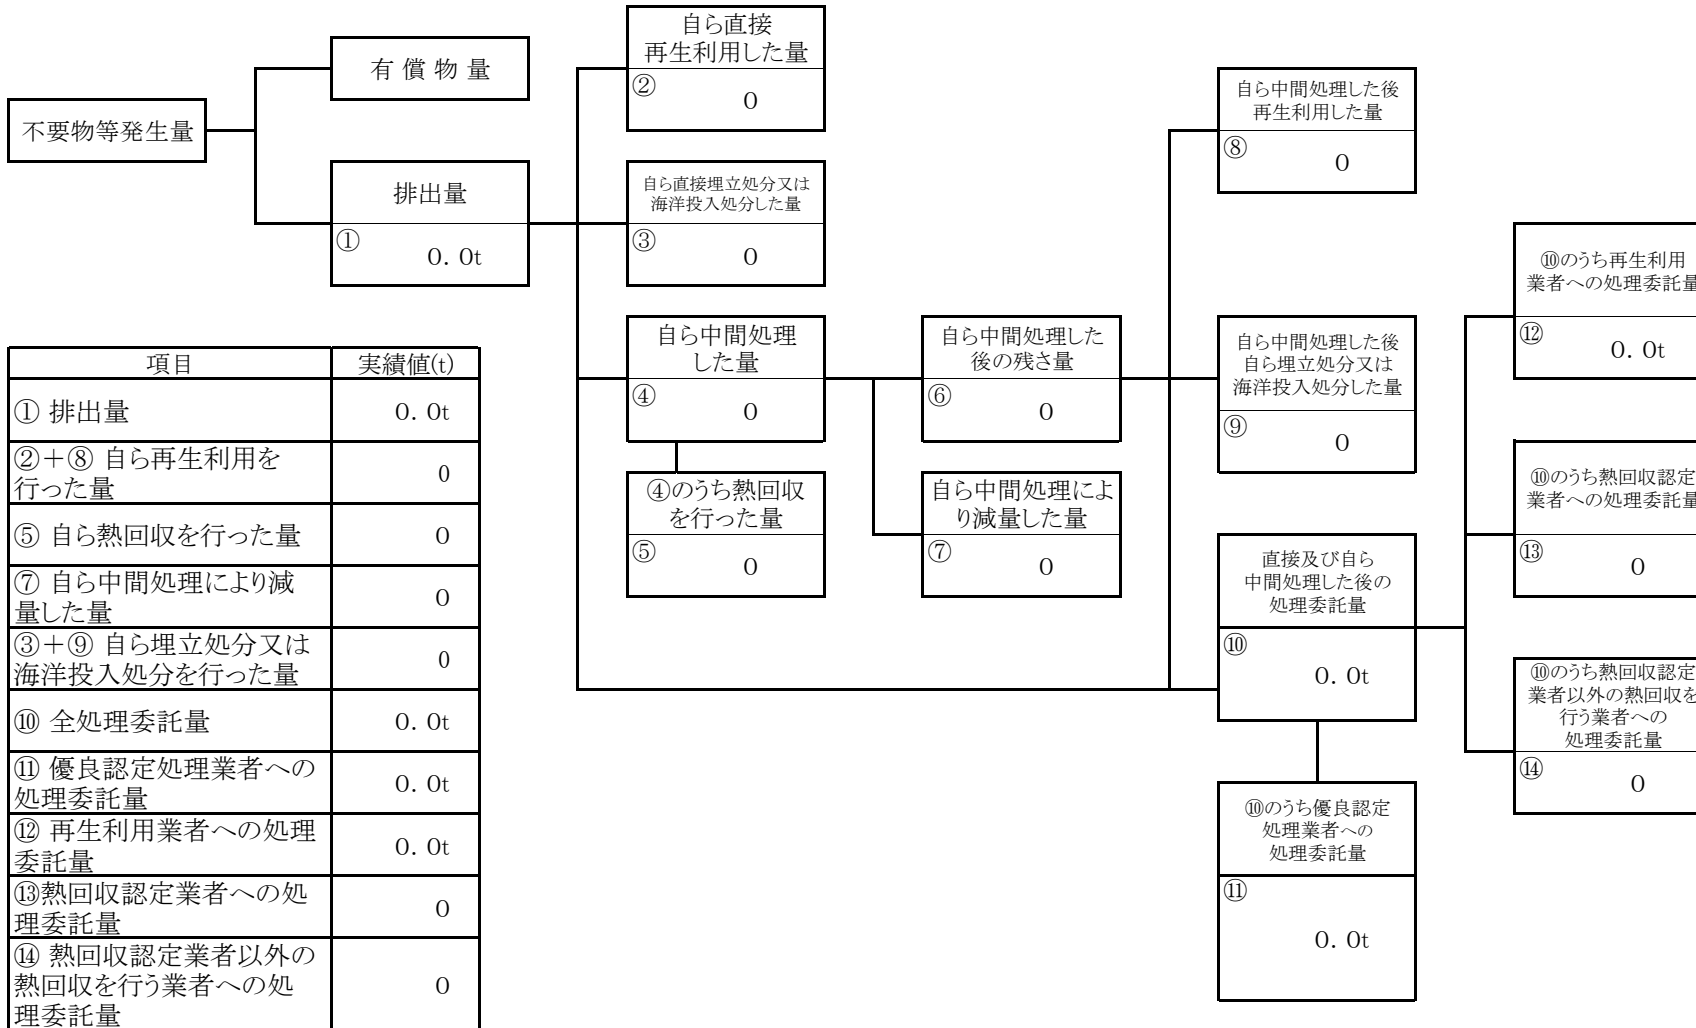 不要物等発生量
有 償 物 量
排出量
①
0．0t
自ら直接
再生利用した量
②
0
自ら直接埋立処分又は
海洋投入処分した量
③
0
自ら中間処理
した量
④
0
④のうち熱回収
を行った量
⑤
0
自ら中間処理した
後の残さ量
⑥
0
自ら中間処理によ
り減量した量
⑦
0
自ら中間処理した後
再生利用した量
⑧
0
自ら中間処理した後
自ら埋立処分又は
海洋投入処分した量
⑨
0
直接及び自ら
中間処理した後の
処理委託量
⑩
0．0t
⑩のうち優良認定
処理業者への
処理委託量
⑪
0．0t
⑩のうち再生利用
業者への処理委託量
⑫
0．0t
⑩のうち熱回収認定
業者への処理委託量
⑬
0
⑩のうち熱回収認定
業者以外の熱回収を
行う業者への
処理委託量
⑭
0
項目 実績値(t)
① 排出量 0．0t
②＋⑧ 自ら再生利用を
行った量 0
⑤ 自ら熱回収を行った量 0
⑦ 自ら中間処理により減
量した量 0
③＋⑨ 自ら埋立処分又は
海洋投入処分を行った量 0
⑩ 全処理委託量 0．0t
⑪ 優良認定処理業者への
処理委託量 0．0t
⑫ 再生利用業者への処理
委託量 0．0t
⑬熱回収認定業者への処
理委託量 0
⑭ 熱回収認定業者以外の
熱回収を行う業者への処
理委託量 0